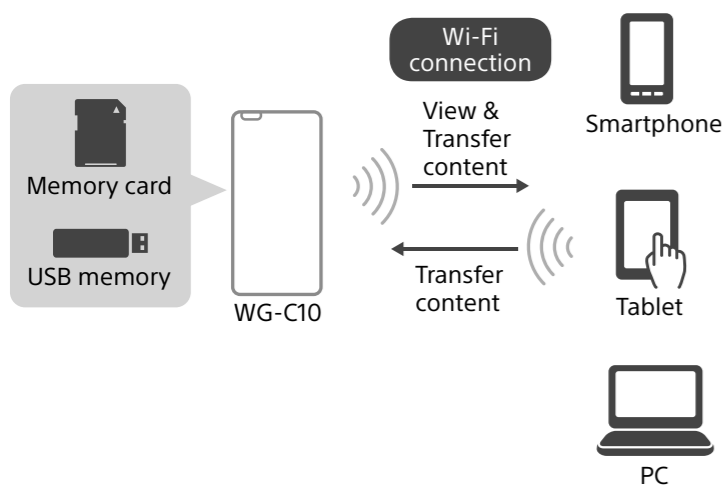 Wi-Fi
connection
View &
Transfer
content
Smartphone
Memory card
USB memory
WG-C10
Transfer
content
Tablet
PC